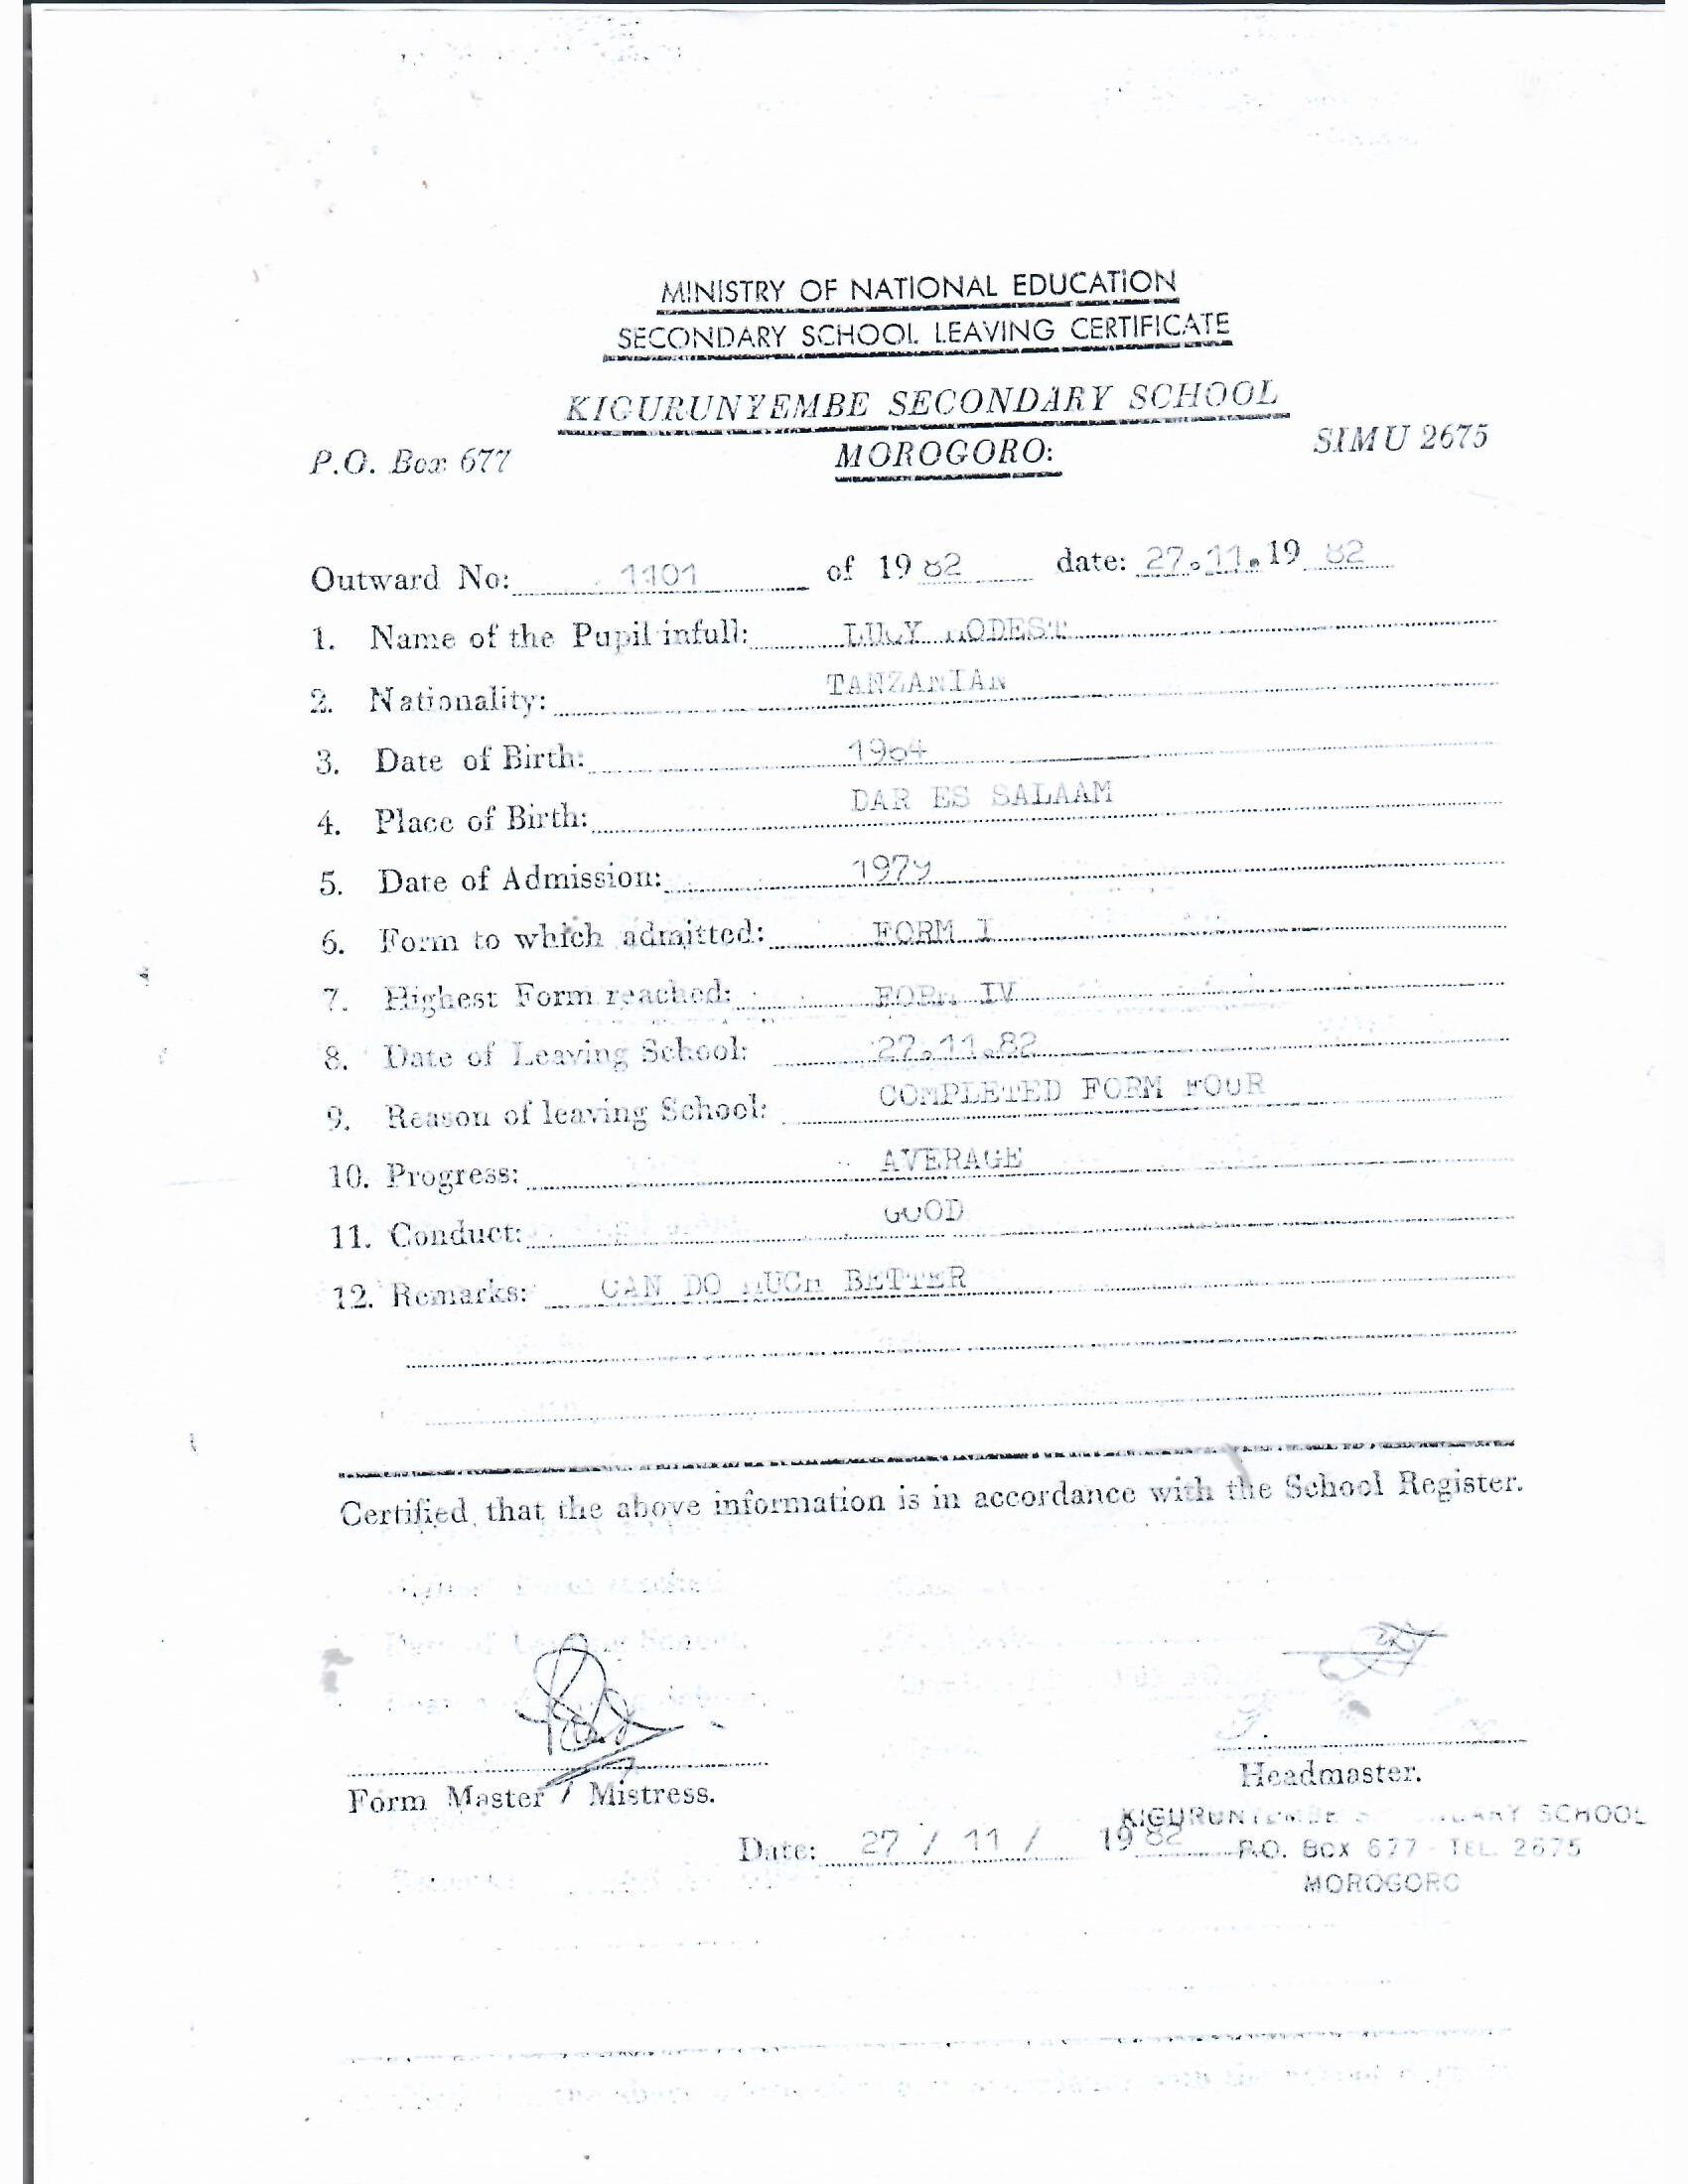 MINISTRY OF NATIONAL EDUCATION
SECONDARY SCHOOL LEAVING CERTIFICATE
KIGURUNYEMBE SECONDARY SCHOOL
P.O. Box 677 MOROGORO: SIMU 2675
Outward No: 1101 of 19 82 date: 27.11.19 82
1. Name of the Pupil infull: LILY MODEST
2. Nationality: TANZANIAN
3. Date of Birth: 1964
4. Place of Birth: DAR ES SALAAM
5. Date of Admission: 1979
6. Form to which admitted: FORM I
7. Highest Form reached: FORM IV
8. Date of Leaving School: 27.11.82
9. Reason of leaving School: COMPLETED FORM FOUR
10. Progress: AVERAGE
11. Conduct: GOOD
12. Remarks: CAN DO MUCH BETTER
Certified that the above information is in accordance with the School Register.
Form Master / Mistress. Headmaster.
Date: 27 / 11 / 19 82
KIGURUNYEMBE SECONDARY SCHOOL
P.O. BOX 677 - TEL. 2675
MOROGORO